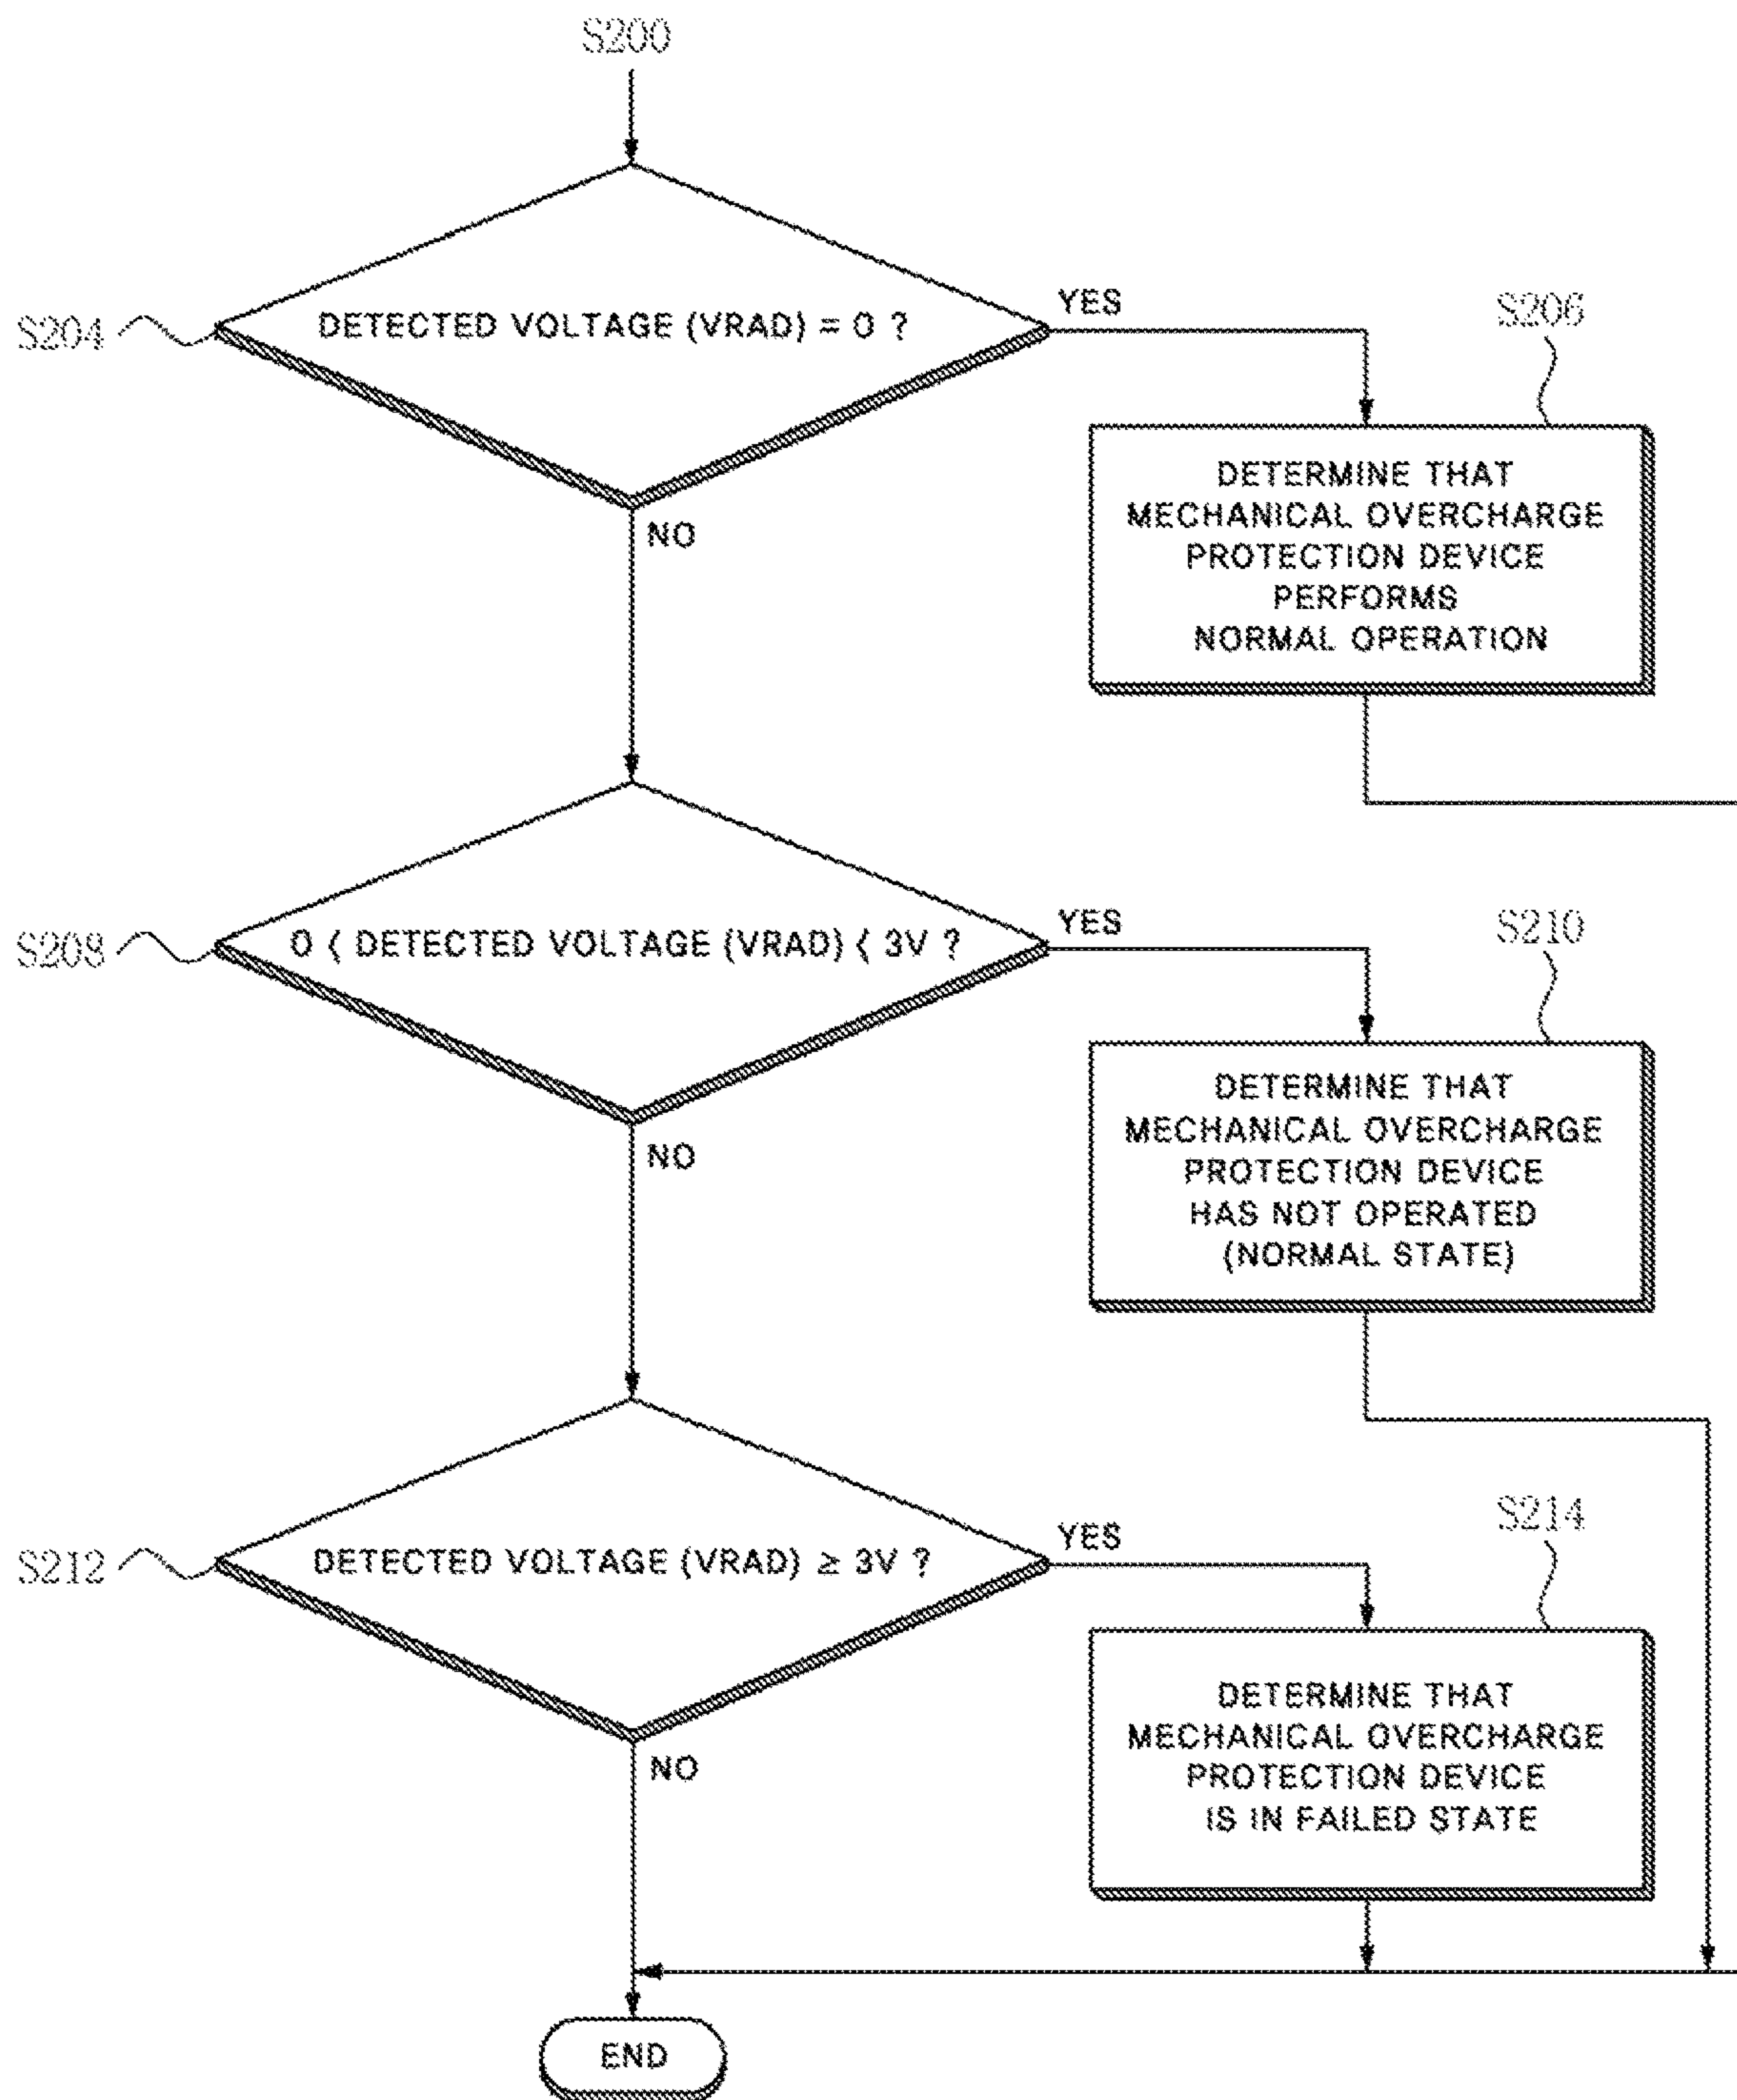 S200
S204
DETECTED VOLTAGE (VRAD) = 0 ?
YES
NO
S206
DETERMINE THAT
MECHANICAL OVERCHARGE
PROTECTION DEVICE
PERFORMS
NORMAL OPERATION
S208
0 < DETECTED VOLTAGE (VRAD) < 3V ?
YES
NO
S210
DETERMINE THAT
MECHANICAL OVERCHARGE
PROTECTION DEVICE
HAS NOT OPERATED
(NORMAL STATE)
S212
DETECTED VOLTAGE (VRAD) ≥ 3V ?
YES
NO
S214
DETERMINE THAT
MECHANICAL OVERCHARGE
PROTECTION DEVICE
IS IN FAILED STATE
END